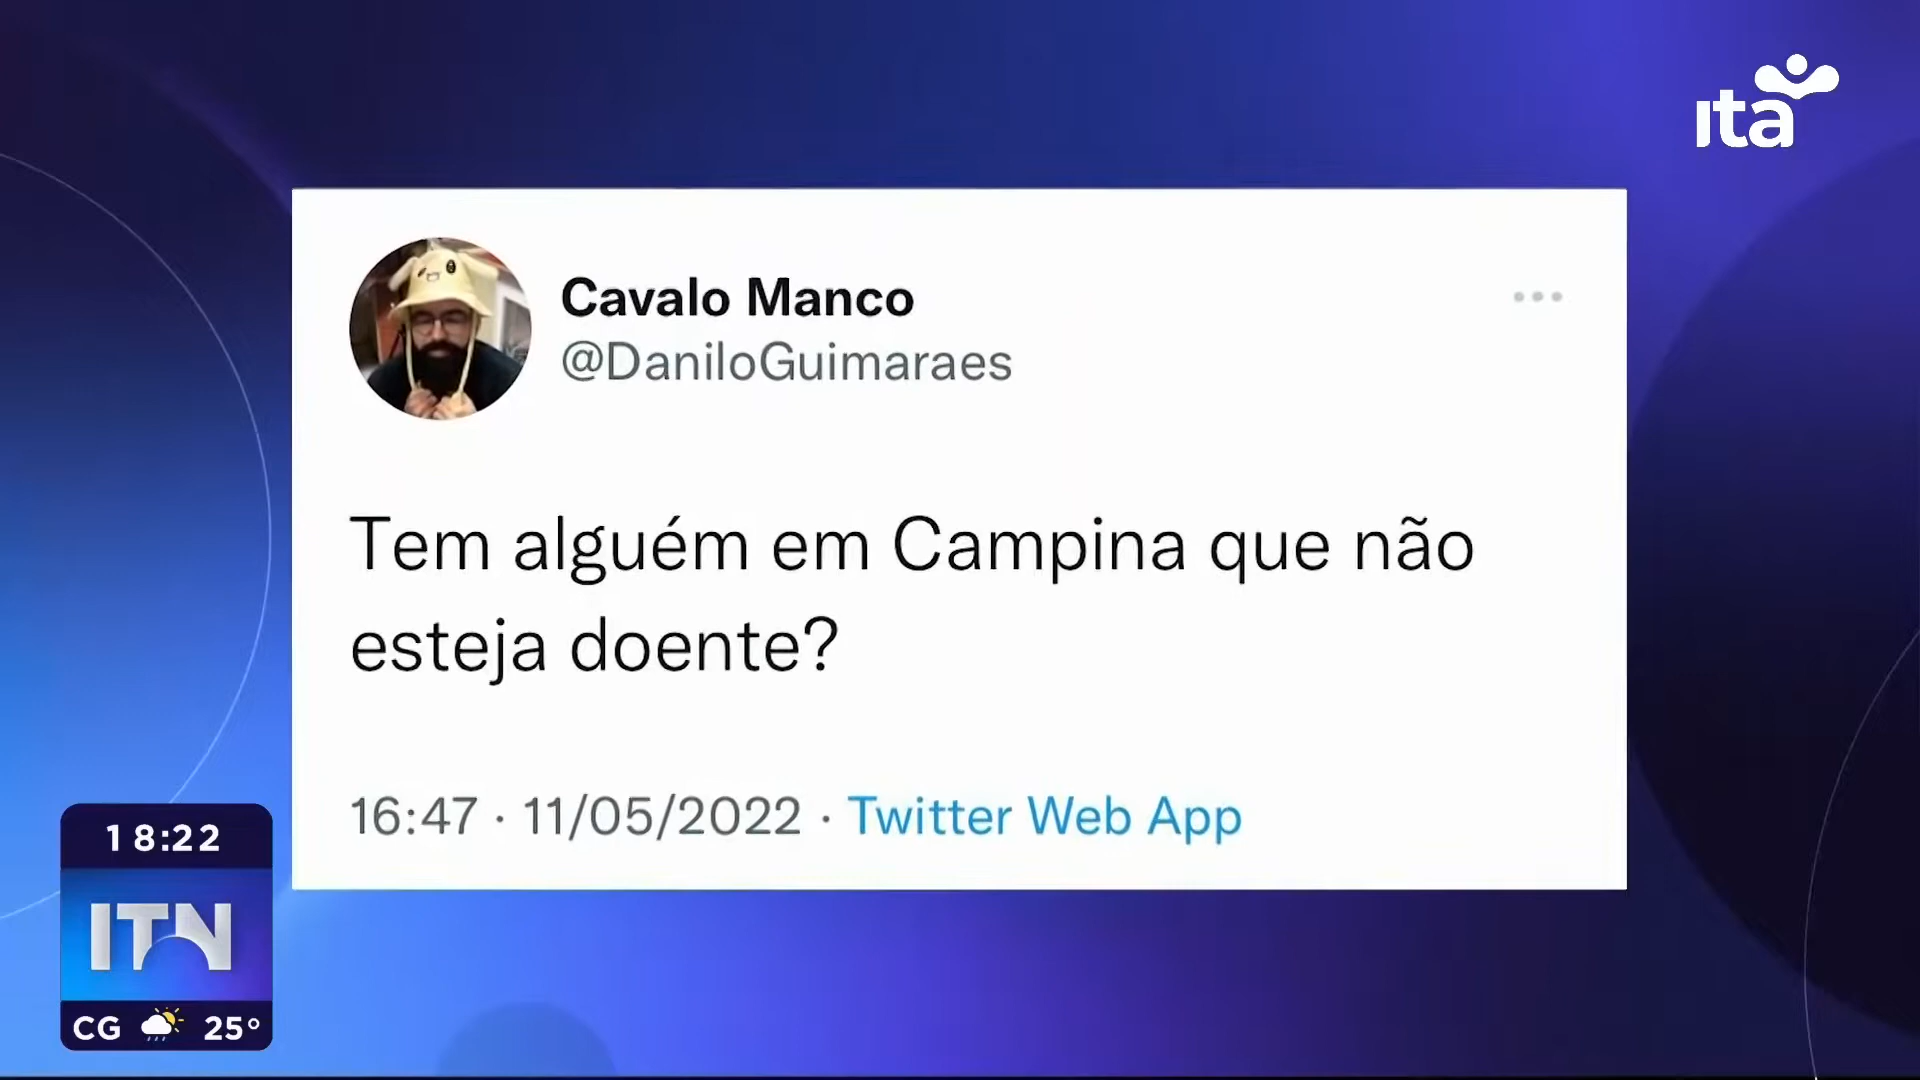 ita
Cavalo Manco
@DaniloGuimaraes
Tem alguém em Campina que não
esteja doente?
16:47 · 11/05/2022 · Twitter Web App
18:22
ITN
CG 25°